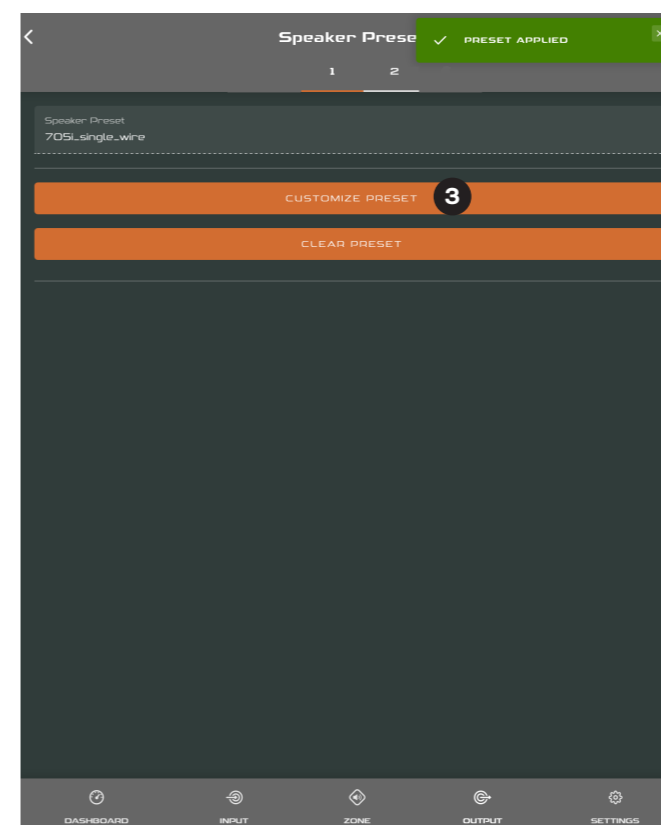 Speaker Prese
PRESET APPLIED
1 2
Speaker Preset
705i_single_wire
CUSTOMIZE PRESET 3
CLEAR PRESET
DASHBOARD INPUT ZONE OUTPUT SETTINGS